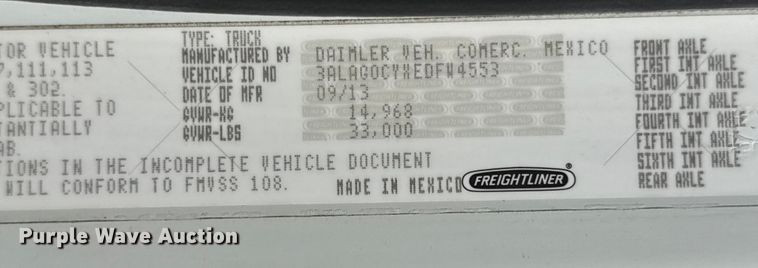 TOR VEHICLE
7,111,113
& 302.
PLICABLE TO
TANTIALLY
AB.
TIONS IN THE INCOMPLETE VEHICLE DOCUMENT
WILL CONFORM TO FMVSS 108.
TYPE: TRUCK
MANUFACTURED BY DAIMLER VEH. COMERC. MEXICO
VEHICLE ID NO 3ALAG0CYXEDFW4553
DATE OF MFR 09/13
GVWR-KG 14,968
GVWR-LBS 33,000
MADE IN MEXICO FREIGHTLINER®
FRONT AXLE
FIRST INT AXLE
SECOND INT AXLE
THIRD INT AXLE
FOURTH INT AXLE
FIFTH INT AXLE
SIXTH INT AXLE
REAR AXLE
Purple Wave Auction